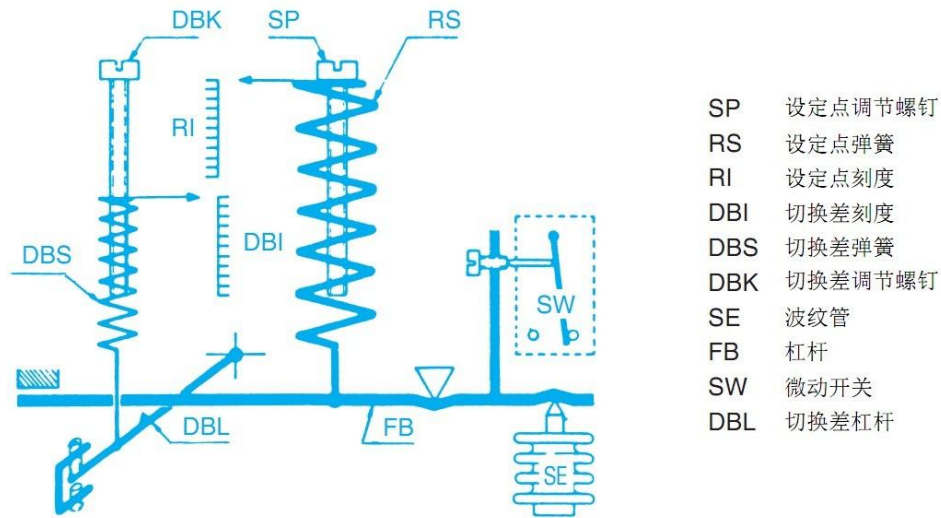 DBK
SP
RS
RI
DBI
DBS
SW
DBL
FB
SE
SP 设定点调节螺钉
RS 设定点弹簧
RI 设定点刻度
DBI 切换差刻度
DBS 切换差弹簧
DBK 切换差调节螺钉
SE 波纹管
FB 杠杆
SW 微动开关
DBL 切换差杠杆